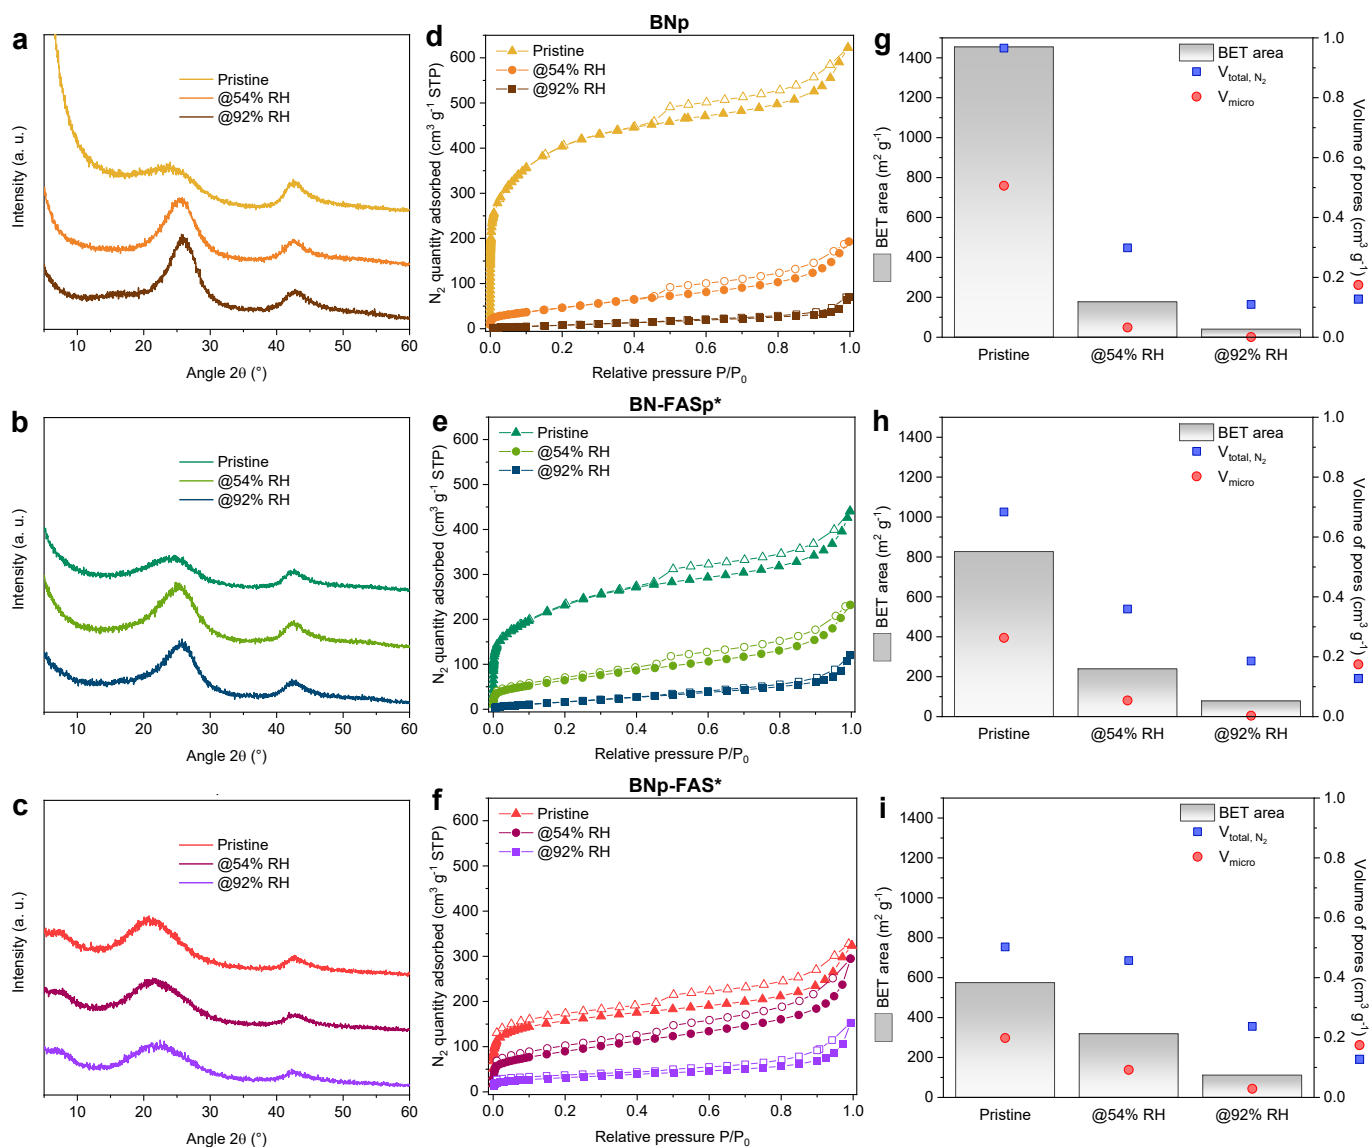 a
Pristine
@54% RH
@92% RH
Intensity (a. u.)
5 10 20 30 40 50 60
Angle 2θ (°)
BNp
d
Pristine
@54% RH
@92% RH
N2 quantity adsorbed (cm3 g-1 STP)
600
500
400
300
200
100
0
0.0 0.2 0.4 0.6 0.8 1.0
Relative pressure P/P0
g
BET area
Vtotal, N2
Vmicro
BET area (m2 g-1)
1400
1200
1000
800
600
400
200
0
Pristine @54% RH @92% RH
1.0
0.8
0.6
0.4
0.2
0.0
Volume of pores (cm3 g-1)
b
Pristine
@54% RH
@92% RH
Intensity (a. u.)
5 10 20 30 40 50 60
Angle 2θ (°)
BN-FASp*
e
Pristine
@54% RH
@92% RH
N2 quantity adsorbed (cm3 g-1 STP)
600
500
400
300
200
100
0
0.0 0.2 0.4 0.6 0.8 1.0
Relative pressure P/P0
h
BET area
Vtotal, N2
Vmicro
BET area (m2 g-1)
1400
1200
1000
800
600
400
200
0
Pristine @54% RH @92% RH
1.0
0.8
0.6
0.4
0.2
0.0
Volume of pores (cm3 g-1)
c
Pristine
@54% RH
@92% RH
Intensity (a. u.)
5 10 20 30 40 50 60
Angle 2θ (°)
BNp-FAS*
f
Pristine
@54% RH
@92% RH
N2 quantity adsorbed (cm3 g-1 STP)
600
500
400
300
200
100
0
0.0 0.2 0.4 0.6 0.8 1.0
Relative pressure P/P0
i
BET area
Vtotal, N2
Vmicro
BET area (m2 g-1)
1400
1200
1000
800
600
400
200
0
Pristine @54% RH @92% RH
1.0
0.8
0.6
0.4
0.2
0.0
Volume of pores (cm3 g-1)